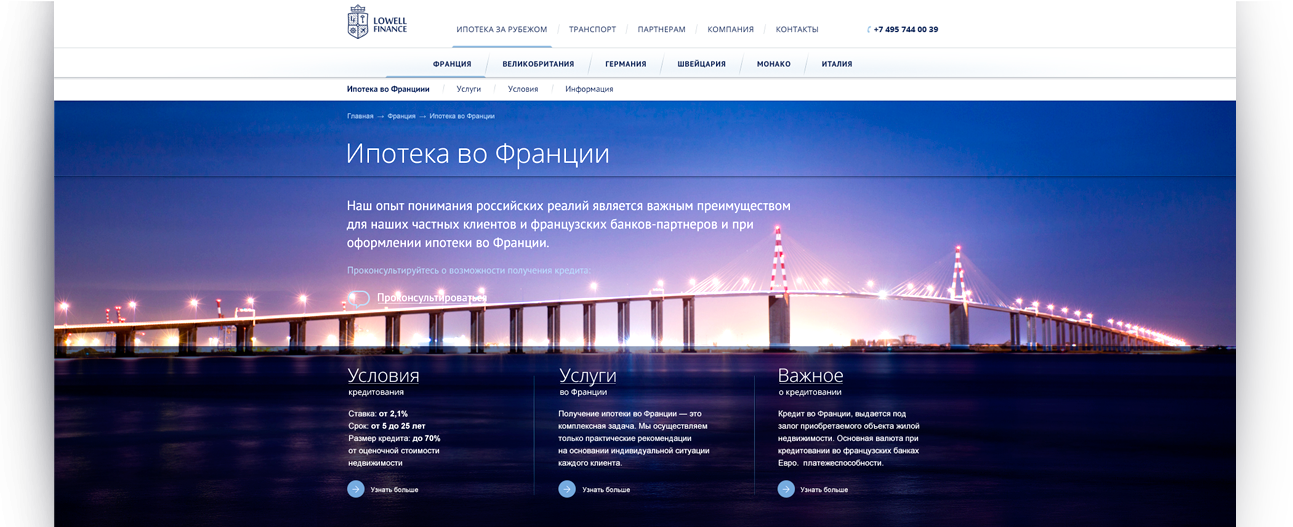 LOWELL
FINANCE
ИПОТЕКА ЗА РУБЕЖОМ ТРАНСПОРТ ПАРТНЕРАМ КОМПАНИЯ КОНТАКТЫ +7 495 744 00 39
ФРАНЦИЯ ВЕЛИКОБРИТАНИЯ ГЕРМАНИЯ ШВЕЙЦАРИЯ МОНАКО ИТАЛИЯ
Ипотека во Франциии Услуги Условия Информация
Главная → Франция → Ипотека во Франции
Ипотека во Франции
Наш опыт понимания российских реалий является важным преимуществом
для наших частных клиентов и французских банков-партнеров и при
оформлении ипотеки во Франции.
Проконсультируйтесь о возможности получения кредита:
Проконсультироваться
Условия
кредитования
Ставка: от 2,1%
Срок: от 5 до 25 лет
Размер кредита: до 70%
от оценочной стоимости
недвижимости
Узнать больше
Услуги
во Франции
Получение ипотеки во Франции — это
комплексная задача. Мы осуществляем
только практические рекомендации
на основании индивидуальной ситуации
каждого клиента.
Узнать больше
Важное
о кредитовании
Кредит во Франции, выдается под
залог приобретаемого объекта жилой
недвижимости. Основная валюта при
кредитовании во французских банках
Евро. платежеспособности.
Узнать больше